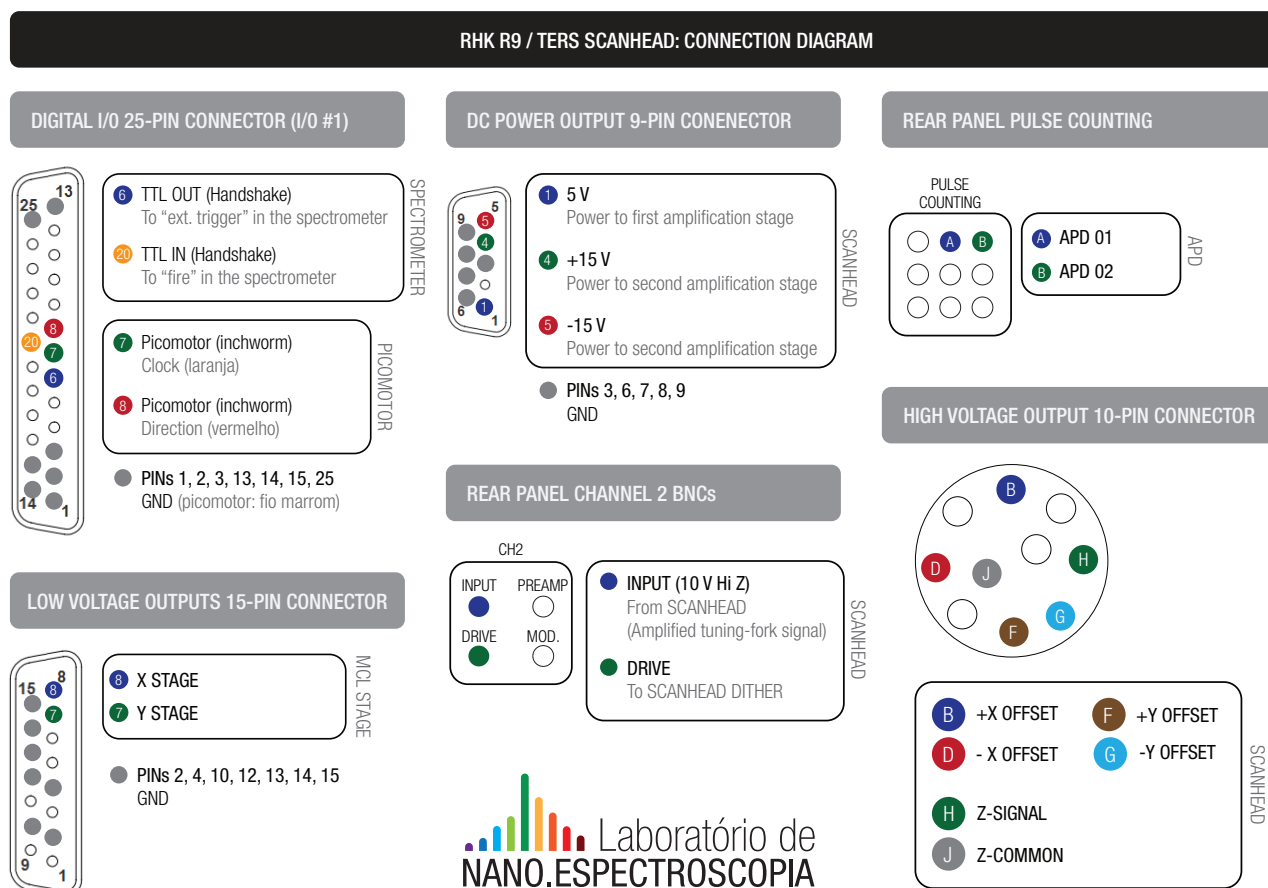 RHK R9 / TERS SCANHEAD: CONNECTION DIAGRAM
DIGITAL I/O 25-PIN CONNECTOR (I/O #1)
13
25
8
20
7
6
14
1
6 TTL OUT (Handshake)
To “ext. trigger” in the spectrometer
20 TTL IN (Handshake)
To “fire” in the spectrometer
SPECTROMETER
7 Picomotor (inchworm)
Clock (laranja)
8 Picomotor (inchworm)
Direction (vermelho)
PICOMOTOR
PINs 1, 2, 3, 13, 14, 15, 25
GND (picomotor: fio marrom)
LOW VOLTAGE OUTPUTS 15-PIN CONNECTOR
8
15
8
7
9
1
8 X STAGE
7 Y STAGE
MCL STAGE
PINs 2, 4, 10, 12, 13, 14, 15
GND
DC POWER OUTPUT 9-PIN CONENECTOR
5
9
5
4
6
1
1
1 5 V
Power to first amplification stage
4 +15 V
Power to second amplification stage
5 -15 V
Power to second amplification stage
SCANHEAD
PINs 3, 6, 7, 8, 9
GND
REAR PANEL CHANNEL 2 BNCs
CH2
INPUT PREAMP
DRIVE MOD.
INPUT (10 V Hi Z)
From SCANHEAD
(Amplified tuning-fork signal)
DRIVE
To SCANHEAD DITHER
SCANHEAD
Laboratório de
NANO.ESPECTROSCOPIA
REAR PANEL PULSE COUNTING
PULSE
COUNTING
A B
A APD 01
B APD 02
APD
HIGH VOLTAGE OUTPUT 10-PIN CONNECTOR
B
D
J
H
F
G
B +X OFFSET F +Y OFFSET
D - X OFFSET G -Y OFFSET
H Z-SIGNAL
J Z-COMMON
SCANHEAD